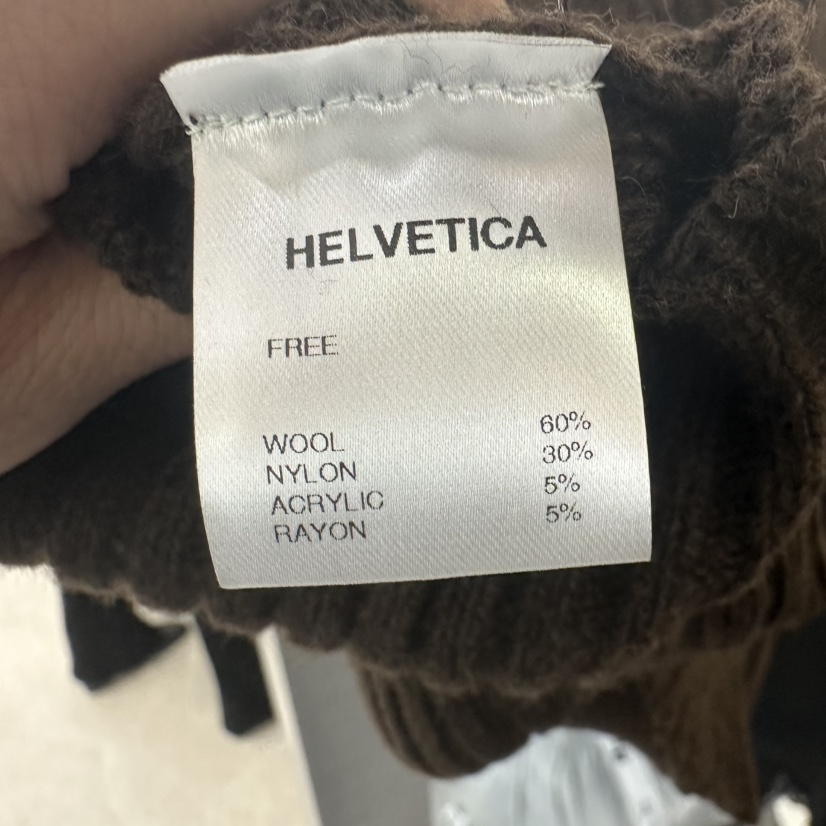 HELVETICA
FREE
WOOL 60%
NYLON 30%
ACRYLIC 5%
RAYON 5%